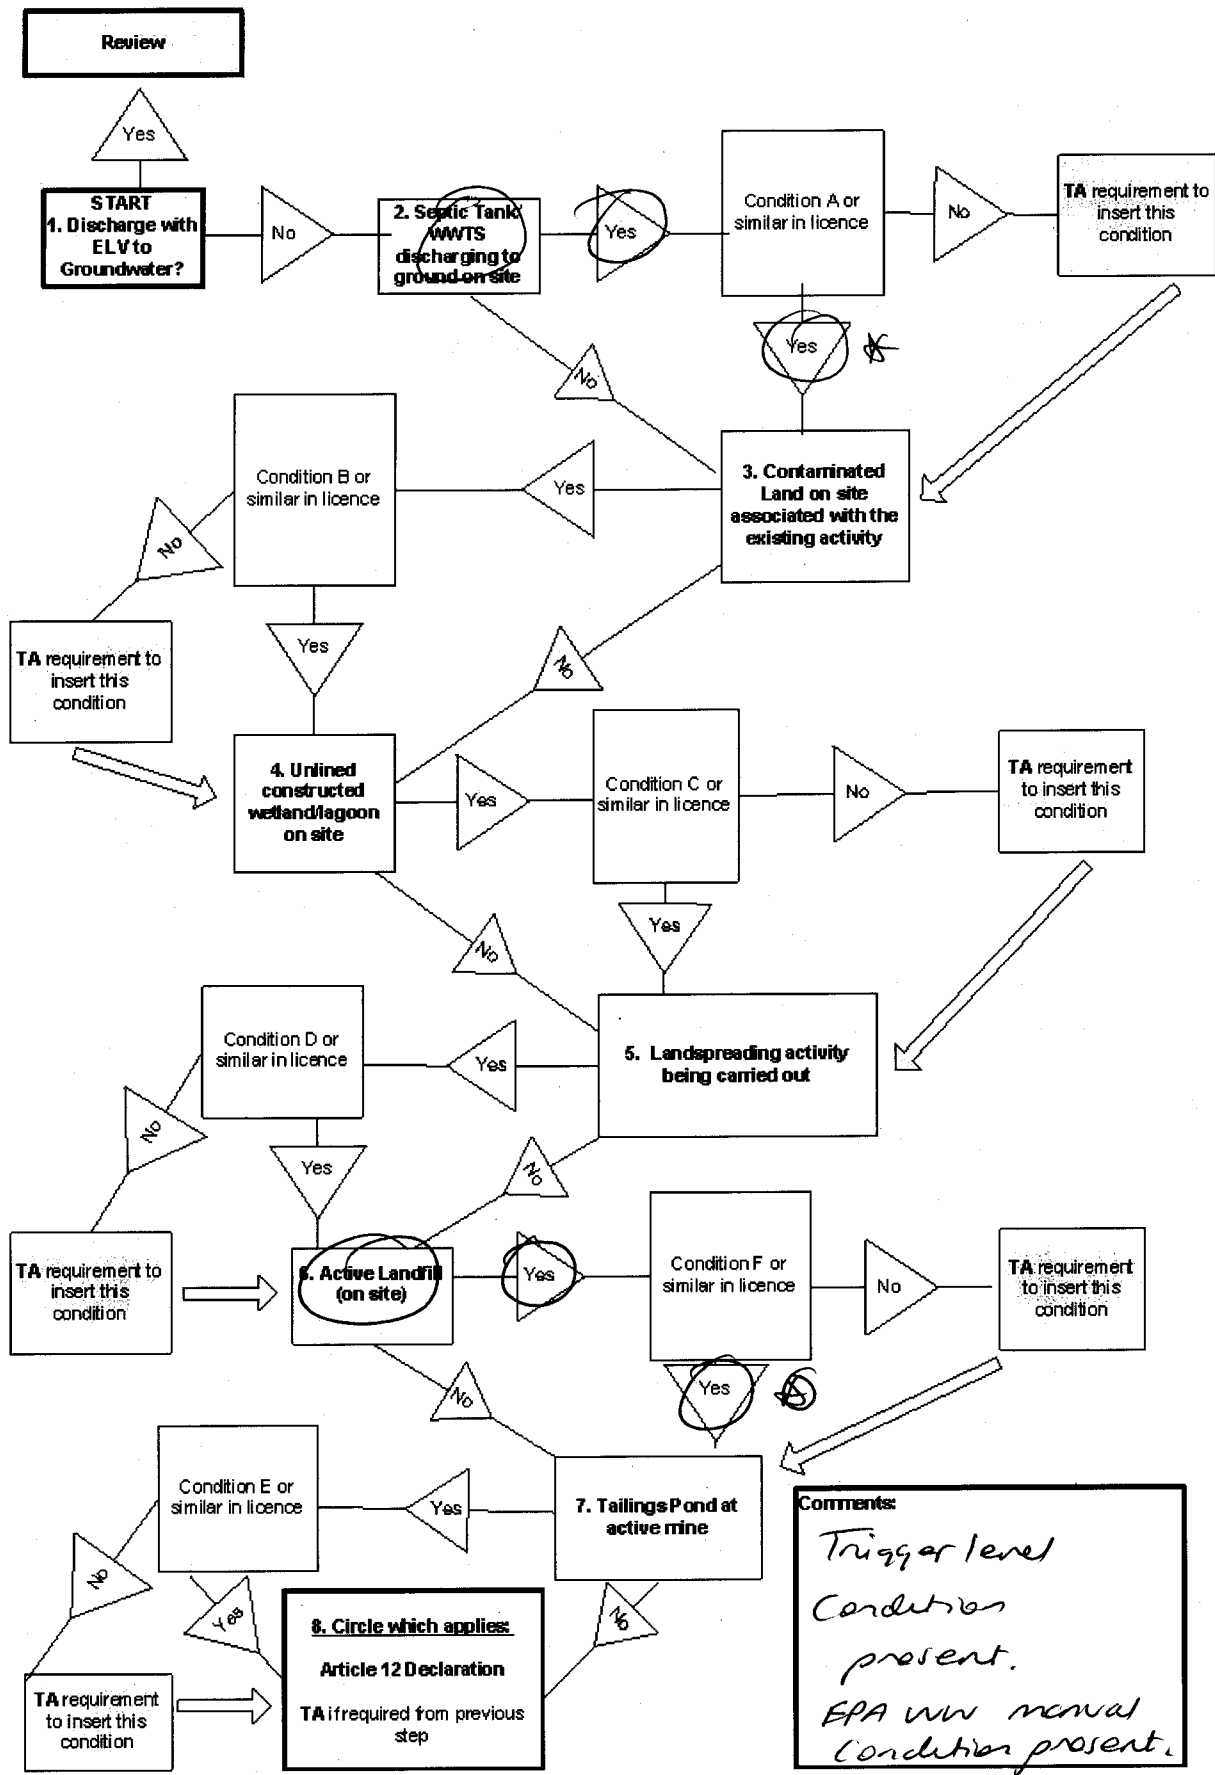 Review
Yes
START
1. Discharge with
ELV to
Groundwater?
No
2. Septic Tank/
WWTS
discharging to
ground on site
Yes
Condition A or
similar in licence
No
TA requirement to
insert this
condition
Yes
No
3. Contaminated
Land on site
associated with the
existing activity
Yes
Condition B or
similar in licence
No
TA requirement to
insert this
condition
Yes
No
4. Unlined
constructed
wetland/lagoon
on site
Yes
Condition C or
similar in licence
No
TA requirement
to insert this
condition
Yes
No
5. Landspreading activity
being carried out
Yes
Condition D or
similar in licence
No
TA requirement to
insert this
condition
Yes
No
6. Active Landfill
(on site)
Yes
Condition F or
similar in licence
No
TA requirement
to insert this
condition
Yes
No
7. Tailings Pond at
active mine
Yes
Condition E or
similar in licence
No
TA requirement
to insert this
condition
Yes
No
8. Circle which applies:
Article 12 Declaration
TA if required from previous
step
Comments:
Trigger level
Condition
present.
EPA WW manual
Condition present.